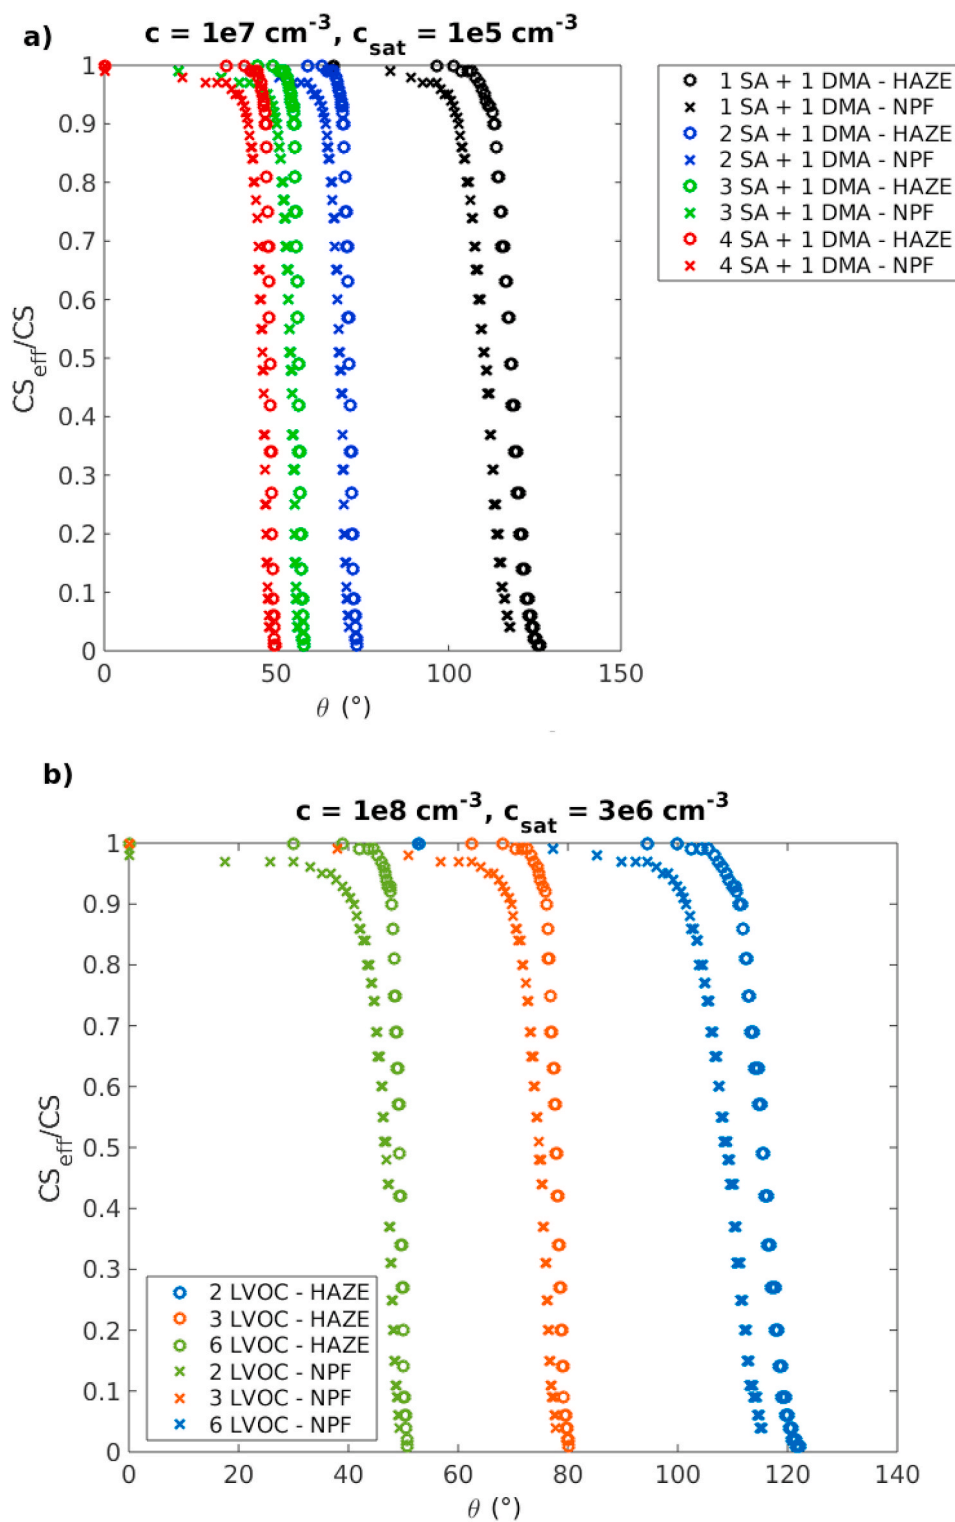 a)
c = 1e7 cm-3, csat = 1e5 cm-3
1
0.9
0.8
0.7
0.6
0.5
0.4
0.3
0.2
0.1
0
CSeff/CS
0 50 100 150
θ (°)
1 SA + 1 DMA - HAZE
1 SA + 1 DMA - NPF
2 SA + 1 DMA - HAZE
2 SA + 1 DMA - NPF
3 SA + 1 DMA - HAZE
3 SA + 1 DMA - NPF
4 SA + 1 DMA - HAZE
4 SA + 1 DMA - NPF
b)
c = 1e8 cm-3, csat = 3e6 cm-3
1
0.9
0.8
0.7
0.6
0.5
0.4
0.3
0.2
0.1
0
CSeff/CS
2 LVOC - HAZE
3 LVOC - HAZE
6 LVOC - HAZE
2 LVOC - NPF
3 LVOC - NPF
6 LVOC - NPF
0 20 40 60 80 100 120 140
θ (°)